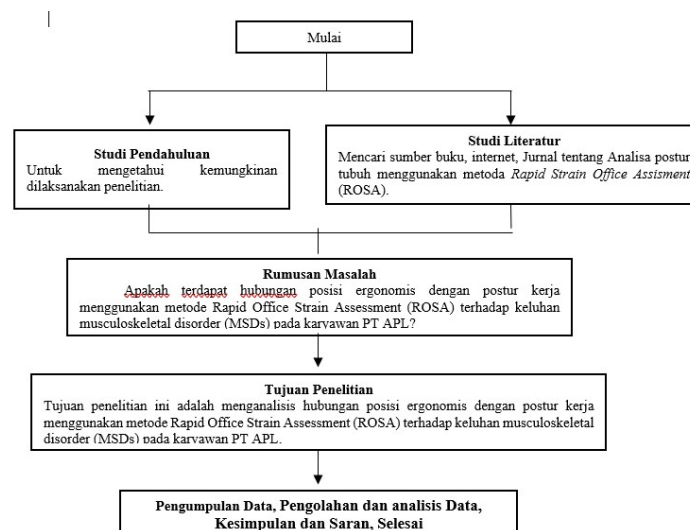 Mulai
Studi Pendahuluan
Untuk mengetahui kemungkinan
dilaksanakan penelitian.
Studi Literatur
Mencari sumber buku, internet, Jurnal tentang Analisa postur
tubuh menggunakan metoda Rapid Strain Office Assisment
(ROSA).
Rumusan Masalah
Apakah terdapat hubungan posisi ergonomis dengan postur kerja
menggunakan metode Rapid Office Strain Assessment (ROSA) terhadap keluhan
musculoskeletal disorder (MSDs) pada karyawan PT APL?
Tujuan Penelitian
Tujuan penelitian ini adalah menganalisis hubungan posisi ergonomis dengan postur kerja
menggunakan metode Rapid Office Strain Assessment (ROSA) terhadap keluhan musculoskeletal
disorder (MSDs) pada karyawan PT APL.
Pengumpulan Data, Pengolahan dan analisis Data,
Kesimpulan dan Saran, Selesai